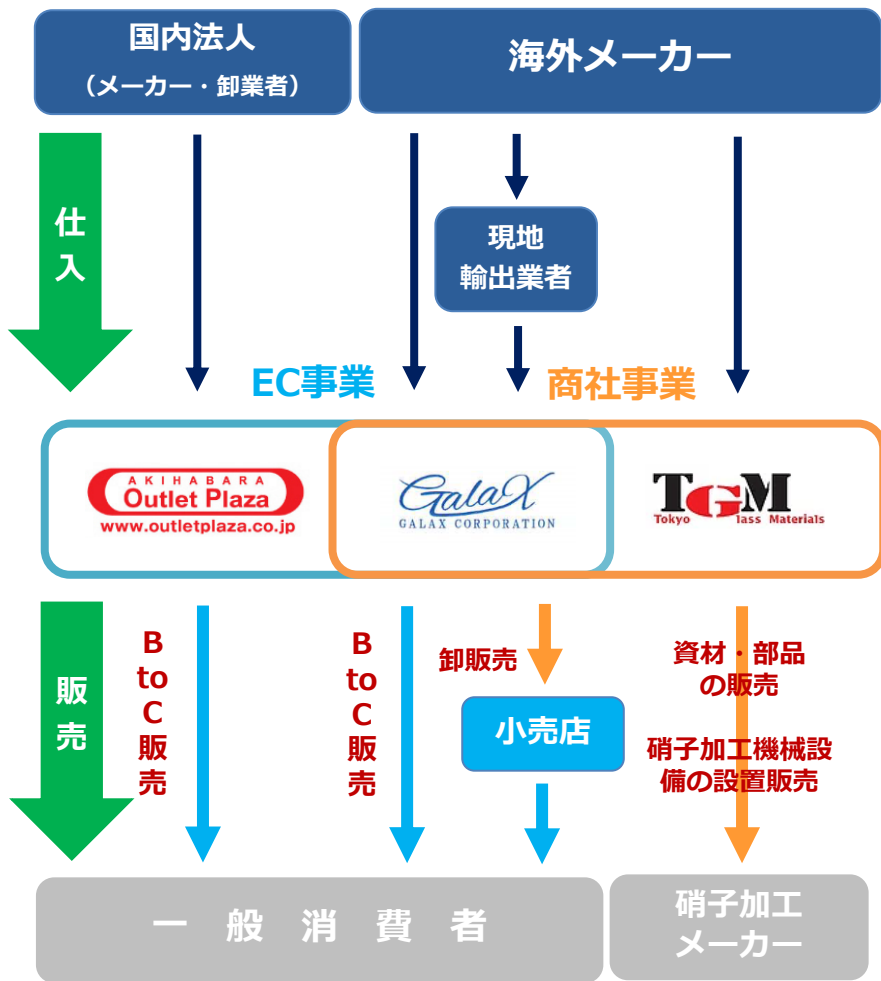 国内法人
（メーカー・卸業者）
海外メーカー
仕
入
現地
輸出業者
EC事業
商社事業
AKIHABARA
Outlet Plaza
www.outletplaza.co.jp
GalaX
GALAX CORPORATION
TGM
Tokyo Glass Materials
販
売
B
to
C
販
売
B
to
C
販
売
卸販売
小売店
資材・部品
の販売
硝子加工機械設
備の設置販売
一般消費者
硝子加工
メーカー